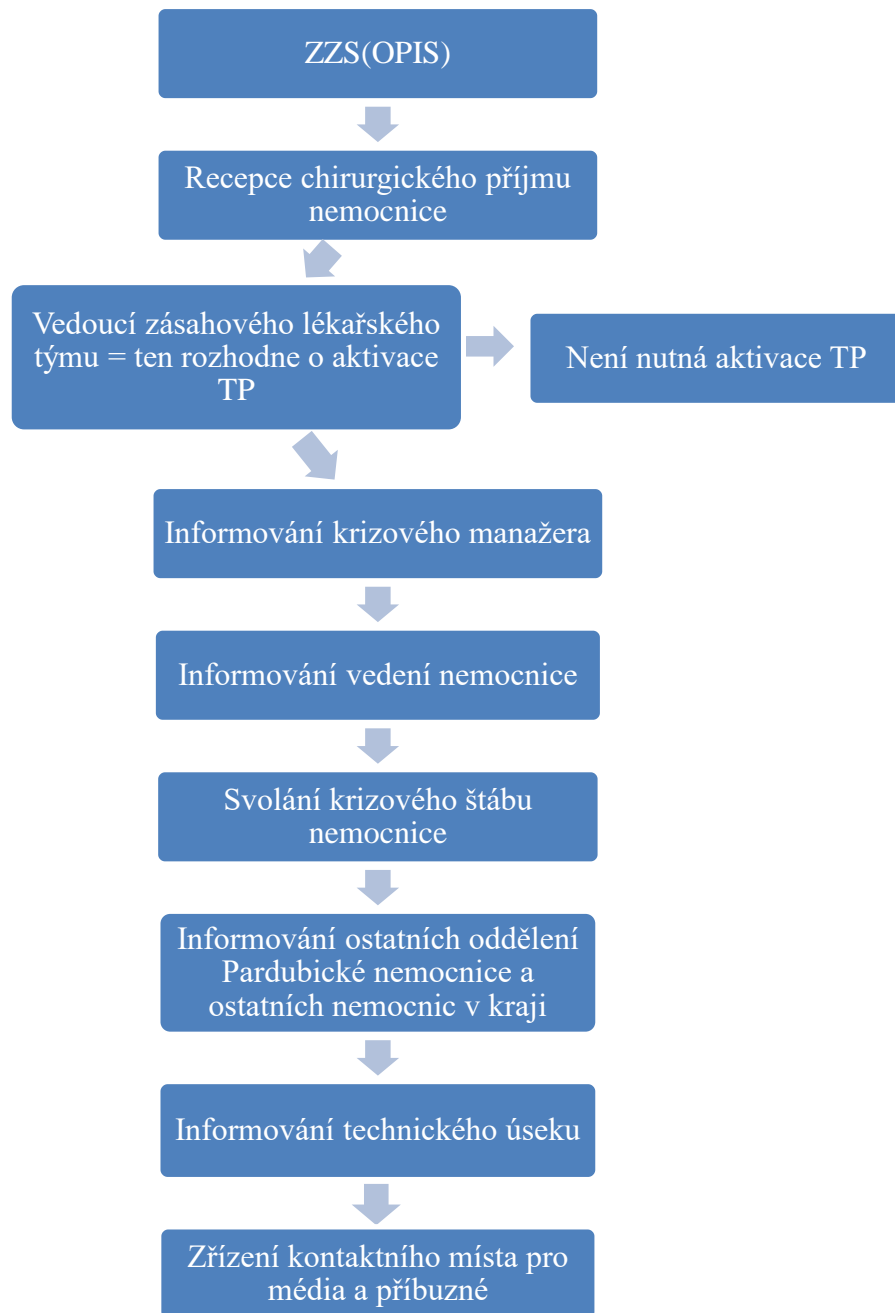 ZZS(OPIS)
Recepce chirurgického příjmu
nemocnice
Vedoucí zásahového lékařského
týmu = ten rozhodne o aktivace
TP
Není nutná aktivace TP
Informování krizového manažera
Informování vedení nemocnice
Svolání krizového štábu
nemocnice
Informování ostatních oddělení
Pardubické nemocnice a
ostatních nemocnic v kraji
Informování technického úseku
Zřízení kontaktního místa pro
média a příbuzné